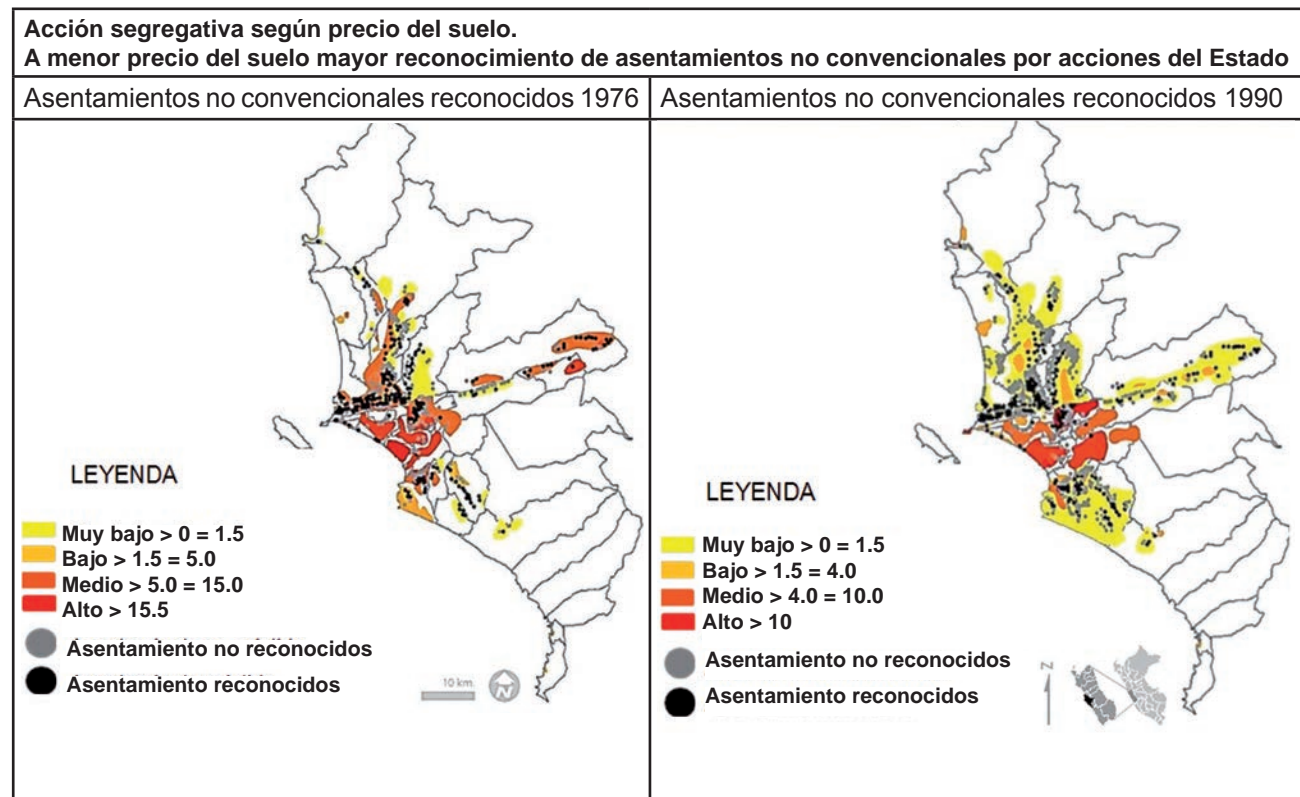 Acción segregativa según precio del suelo.
A menor precio del suelo mayor reconocimiento de asentamientos no convencionales por acciones del Estado
Asentamientos no convencionales reconocidos 1976
Asentamientos no convencionales reconocidos 1990
LEYENDA
Muy bajo > 0 = 1.5
Bajo > 1.5 = 5.0
Medio > 5.0 = 15.0
Alto > 15.5
Asentamiento no reconocidos
Asentamiento reconocidos
10 km.
N
LEYENDA
Muy bajo > 0 = 1.5
Bajo > 1.5 = 4.0
Medio > 4.0 = 10.0
Alto > 10
Asentamiento no reconocidos
Asentamiento reconocidos
N